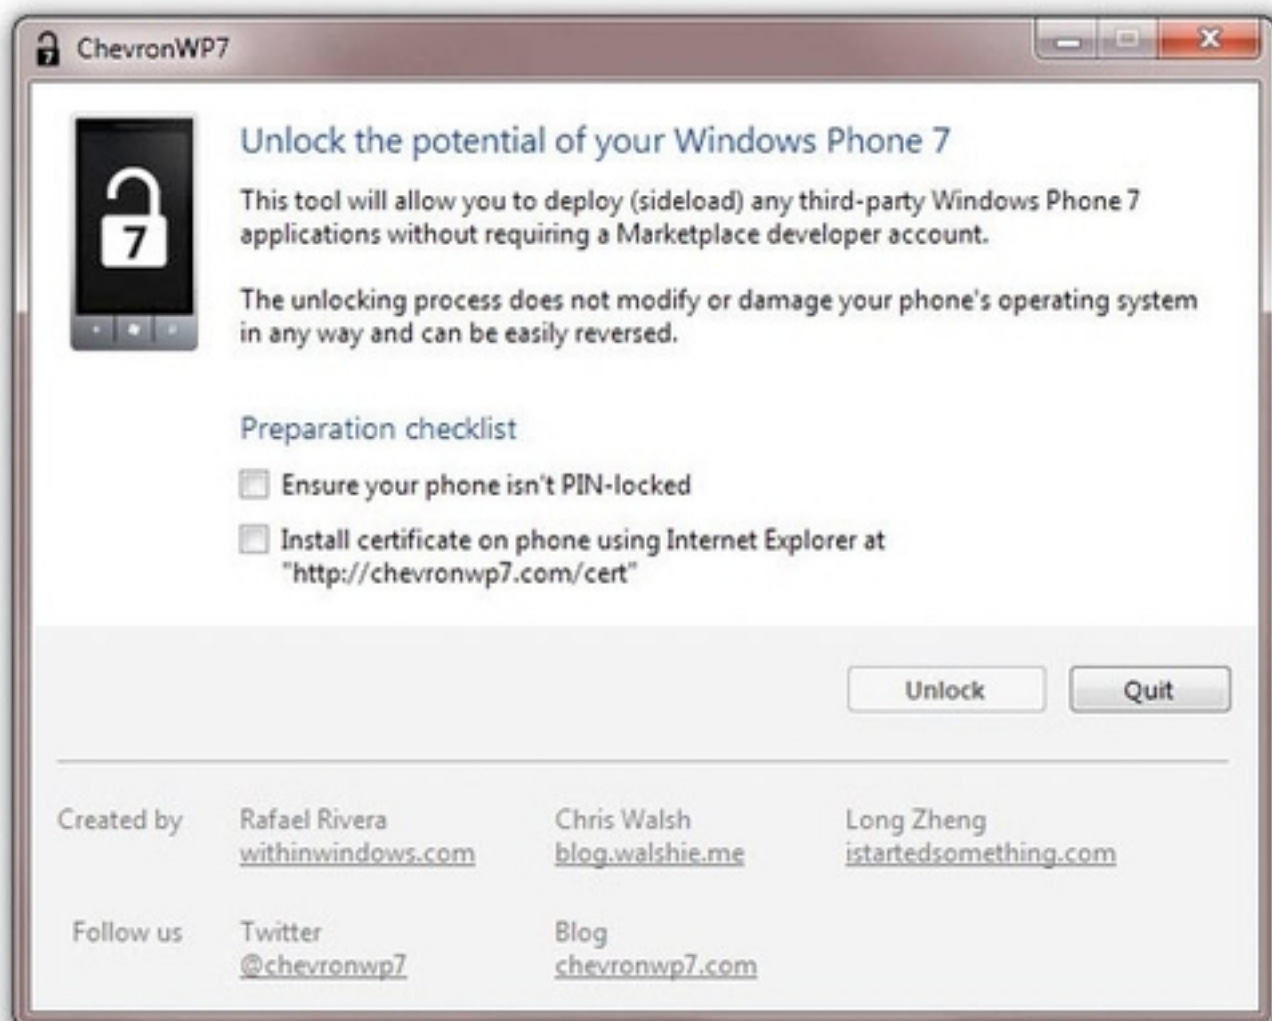 ChevronWP7
Unlock the potential of your Windows Phone 7
This tool will allow you to deploy (sideload) any third-party Windows Phone 7
applications without requiring a Marketplace developer account.
The unlocking process does not modify or damage your phone's operating system
in any way and can be easily reversed.
7
Preparation checklist
Ensure your phone isn't PIN-locked
Install certificate on phone using Internet Explorer at
"http://chevronwp7.com/cert"
Unlock
Quit
Created by
Rafael Rivera
withinwindows.com
Chris Walsh
blog.walshie.me
Long Zheng
istartedsomething.com
Follow us
Twitter
@chevronwp7
Blog
chevronwp7.com